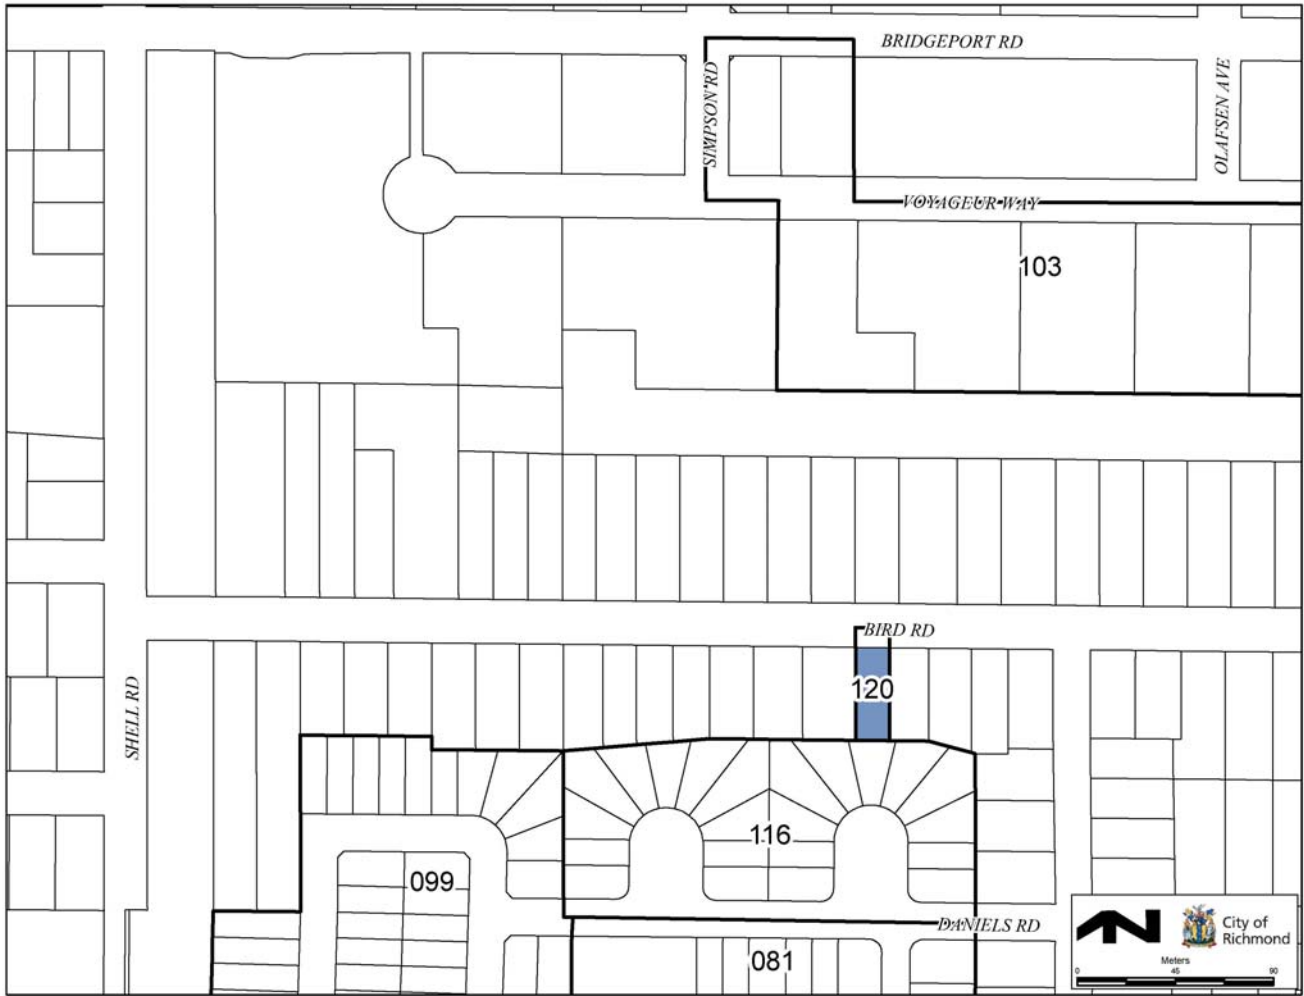 BRIDGEPORT RD
SIMPSON RD
OLAFSEN AVE
VOYAGEUR WAY
103
BIRD RD
120
SHELL RD
116
099
DANIELS RD
081
City of
Richmond
Meters
0 45 90